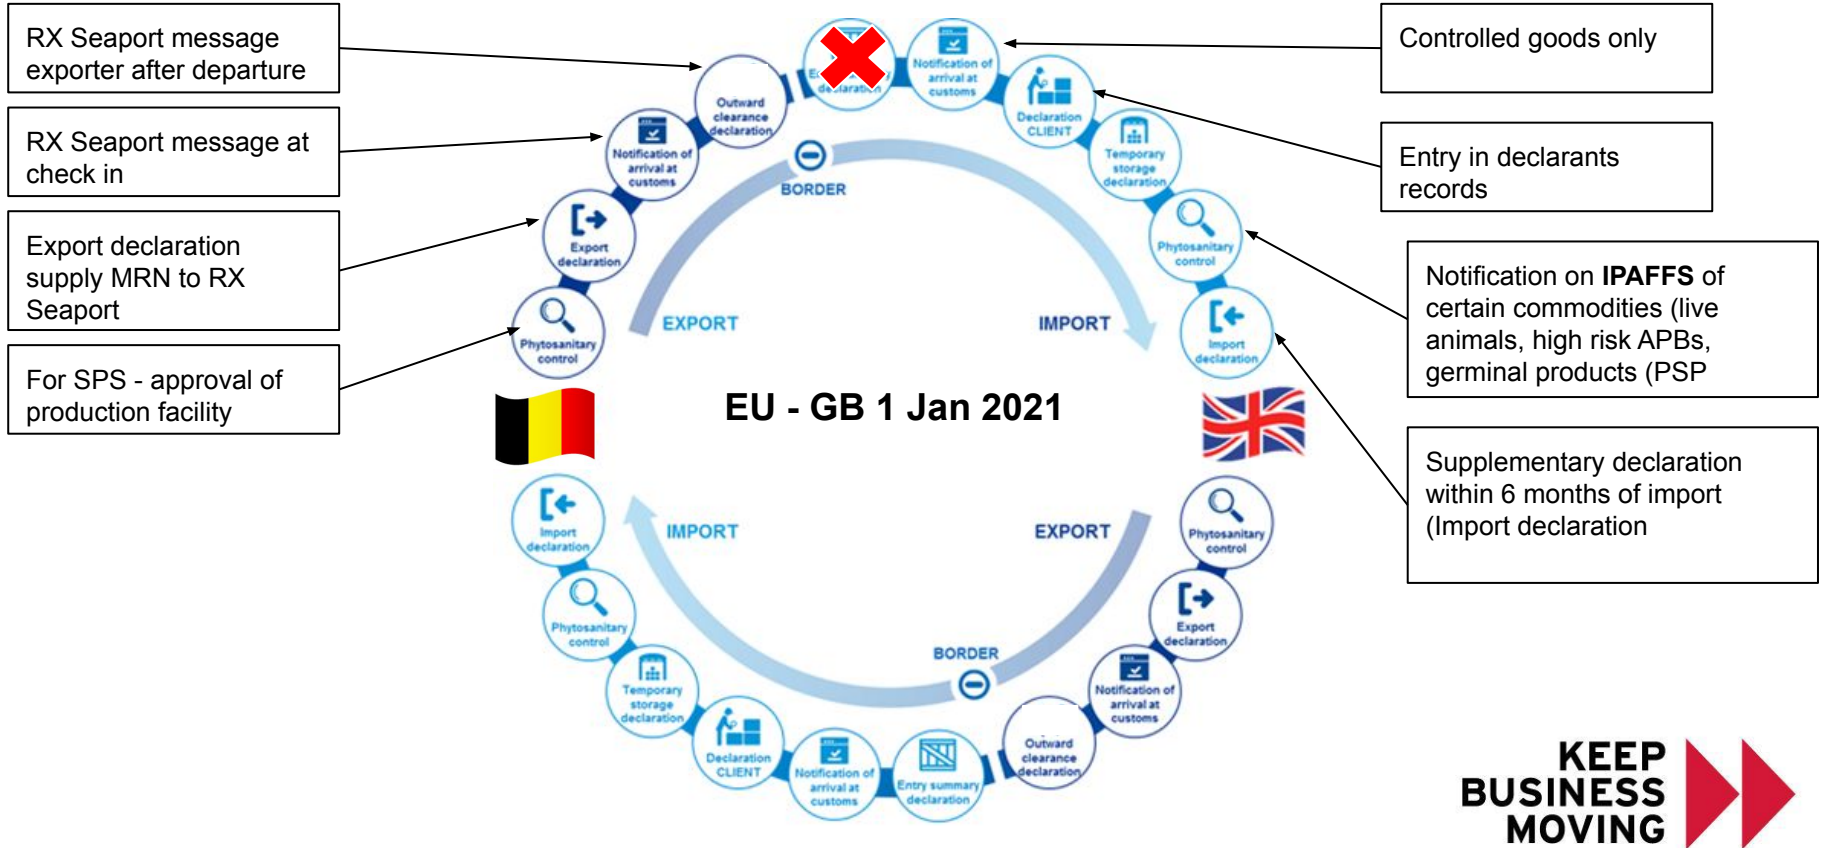 RX Seaport message
exporter after departure
RX Seaport message at
check in
Export declaration
supply MRN to RX
Seaport
For SPS - approval of
production facility
Controlled goods only
Entry in declarants
records
Notification on IPAFFS of
certain commodities (live
animals, high risk APBs,
germinal products (PSP
Supplementary declaration
within 6 months of import
(Import declaration
Phytosanitary
control
Export
declaration
Notification of
arrival at
customs
Outward
clearance
declaration
declaration
Notification of
arrival at
customs
Declaration
CLIENT
Temporary
storage
declaration
Phytosanitary
control
Import
declaration
BORDER
EXPORT
IMPORT
EU - GB 1 Jan 2021
IMPORT
EXPORT
BORDER
Phytosanitary
control
Export
declaration
Notification of
arrival at
customs
Outward
clearance
declaration
Entry summary
declaration
Notification of
arrival at
customs
Declaration
CLIENT
Temporary
storage
declaration
Phytosanitary
control
Import
declaration
KEEP
BUSINESS
MOVING